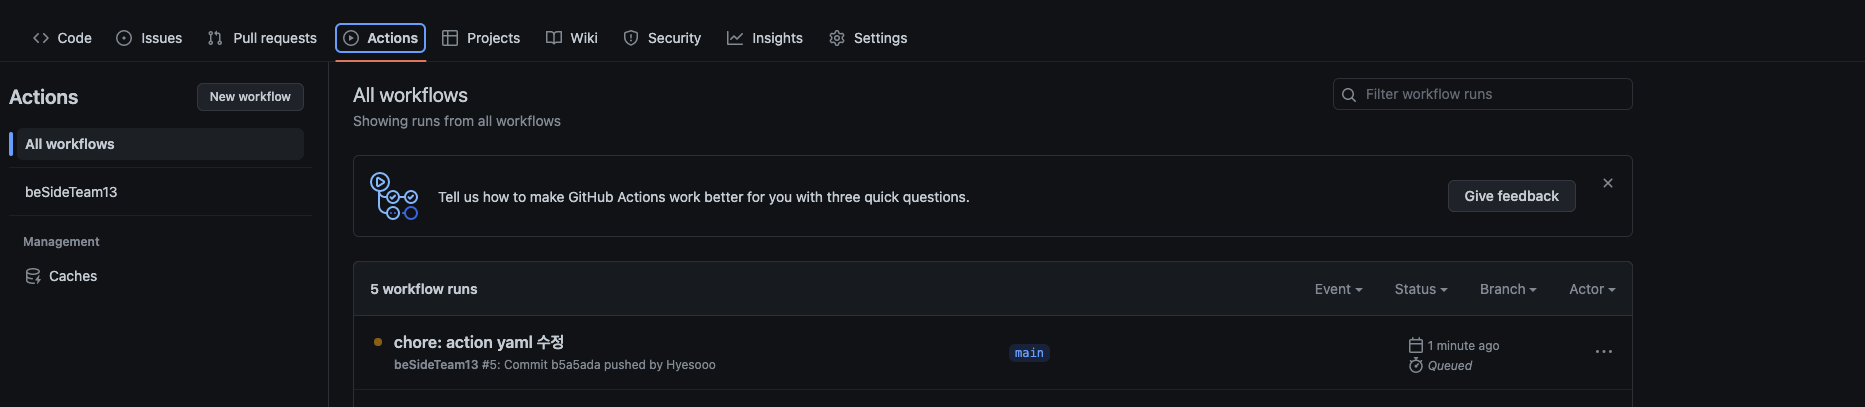 Code Issues Pull requests Actions Projects Wiki Security Insights Settings
Actions
New workflow
All workflows
beSideTeam13
Management
Caches
All workflows
Showing runs from all workflows
Filter workflow runs
Tell us how to make GitHub Actions work better for you with three quick questions.
Give feedback
5 workflow runs
Event Status Branch Actor
chore: action yaml 수정
beSideTeam13 #5: Commit b5a5ada pushed by Hyesooo
main
1 minute ago
Queued